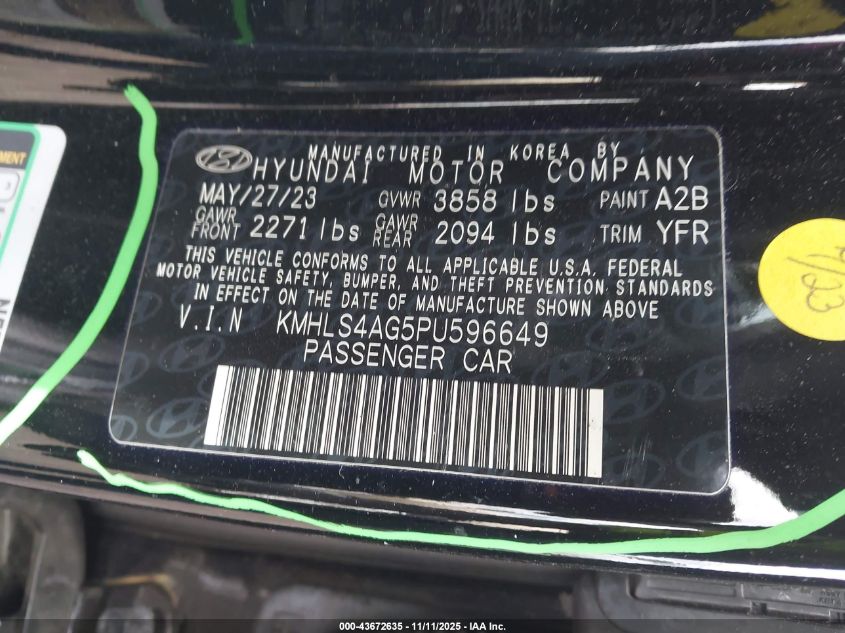 MANUFACTURED IN KOREA BY
HYUNDAI MOTOR COMPANY
MAY/27/23 GVWR 3858 lbs PAINT A2B
GAWR FRONT 2271 lbs GAWR REAR 2094 lbs TRIM YFR
THIS VEHICLE CONFORMS TO ALL APPLICABLE U.S.A. FEDERAL
MOTOR VEHICLE SAFETY, BUMPER, AND THEFT PREVENTION STANDARDS
IN EFFECT ON THE DATE OF MANUFACTURE SHOWN ABOVE
V.I.N KMHLS4AG5PU596649
PASSENGER CAR
000-43672635 - 11/11/2025 - IAA Inc.